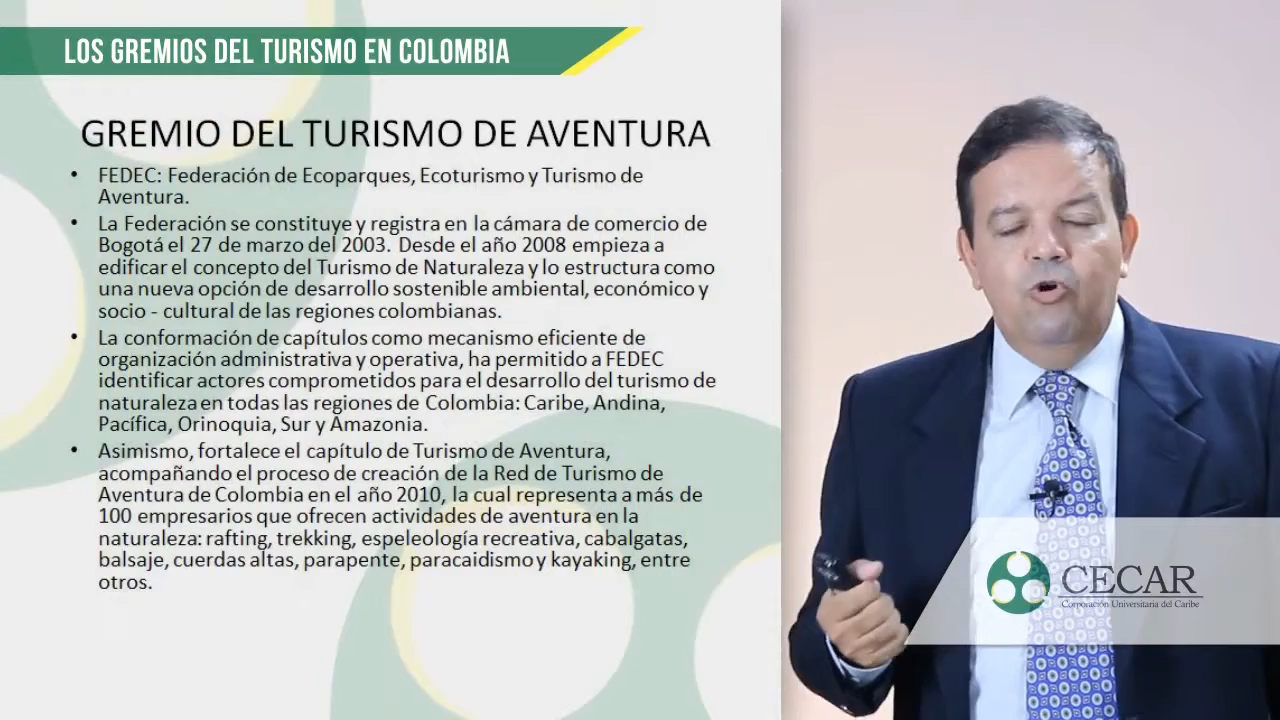 LOS GREMIOS DEL TURISMO EN COLOMBIA
GREMIO DEL TURISMO DE AVENTURA
• FEDEC: Federación de Ecoparques, Ecoturismo y Turismo de
Aventura.
• La Federación se constituye y registra en la cámara de comercio de
Bogotá el 27 de marzo del 2003. Desde el año 2008 empieza a
edificar el concepto del Turismo de Naturaleza y lo estructura como
una nueva opción de desarrollo sostenible ambiental, económico y
socio - cultural de las regiones colombianas.
• La conformación de capítulos como mecanismo eficiente de
organización administrativa y operativa, ha permitido a FEDEC
identificar actores comprometidos para el desarrollo del turismo de
naturaleza en todas las regiones de Colombia: Caribe, Andina,
Pacífica, Orinoquia, Sur y Amazonia.
• Asimismo, fortalece el capítulo de Turismo de Aventura,
acompañando el proceso de creación de la Red de Turismo de
Aventura de Colombia en el año 2010, la cual representa a más de
100 empresarios que ofrecen actividades de aventura en la
naturaleza: rafting, trekking, espeleología recreativa, cabalgatas,
balsaje, cuerdas altas, parapente, paracaidismo y kayaking, entre
otros.
CECAR
Corporación Universitaria del Caribe